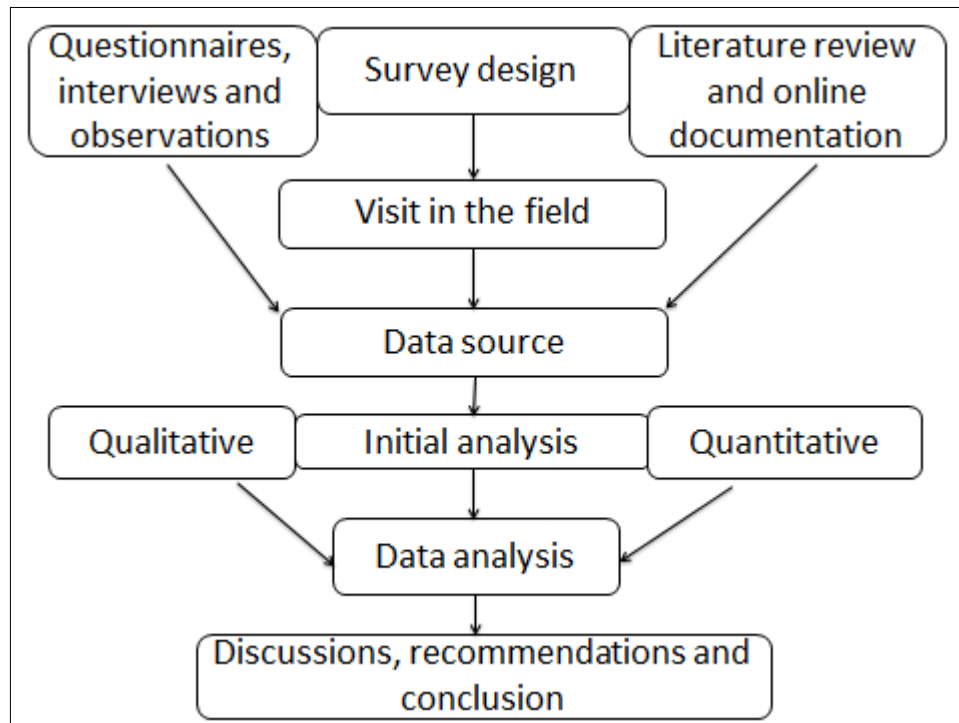 Questionnaires,
interviews and
observations
Survey design
Literature review
and online
documentation
Visit in the field
Data source
Qualitative
Initial analysis
Quantitative
Data analysis
Discussions, recommendations and
conclusion